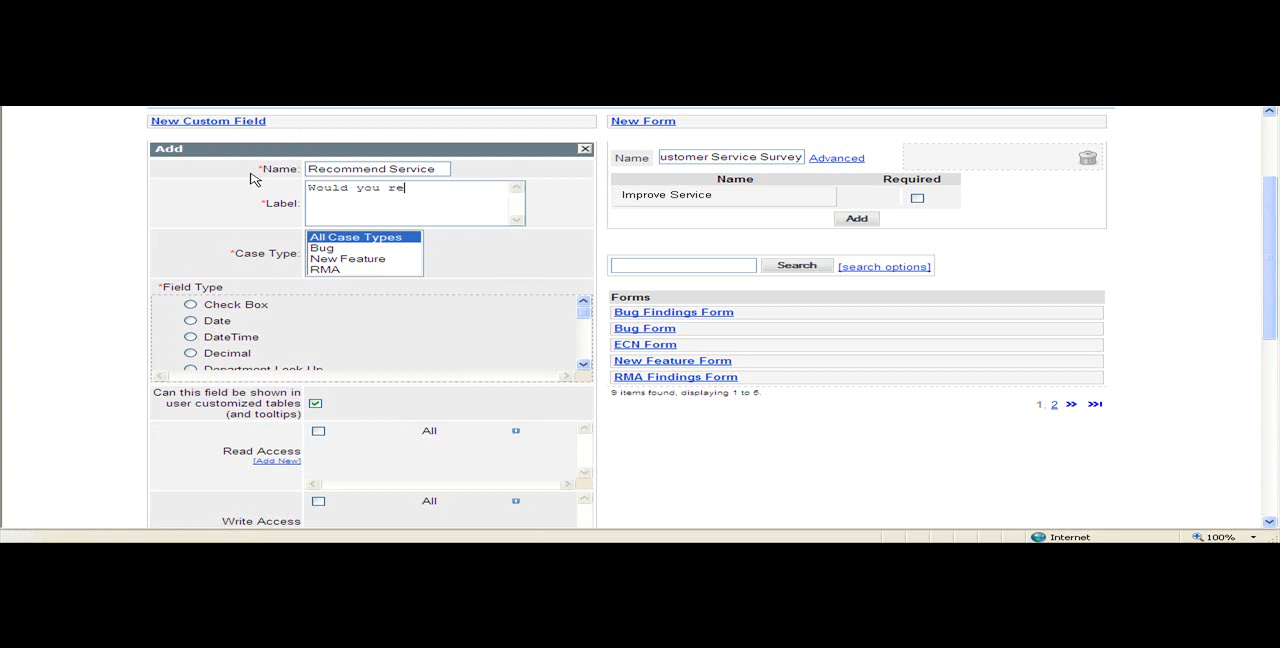 New Custom Field
Add
*Name: Recommend Service
*Label: Would you re
*Case Type: All Case Types
Bug
New Feature
RMA
*Field Type
Check Box
Date
DateTime
Decimal
Department Look Up
Can this field be shown in
user customized tables
(and tooltips)
All
Read Access
[Add New]
All
Write Access
New Form
Name ustomer Service Survey Advanced
Name Required
Improve Service
Add
Search [search options]
Forms
Bug Findings Form
Bug Form
ECN Form
New Feature Form
RMA Findings Form
9 items found, displaying 1 to 5.
1, 2
Internet 100%